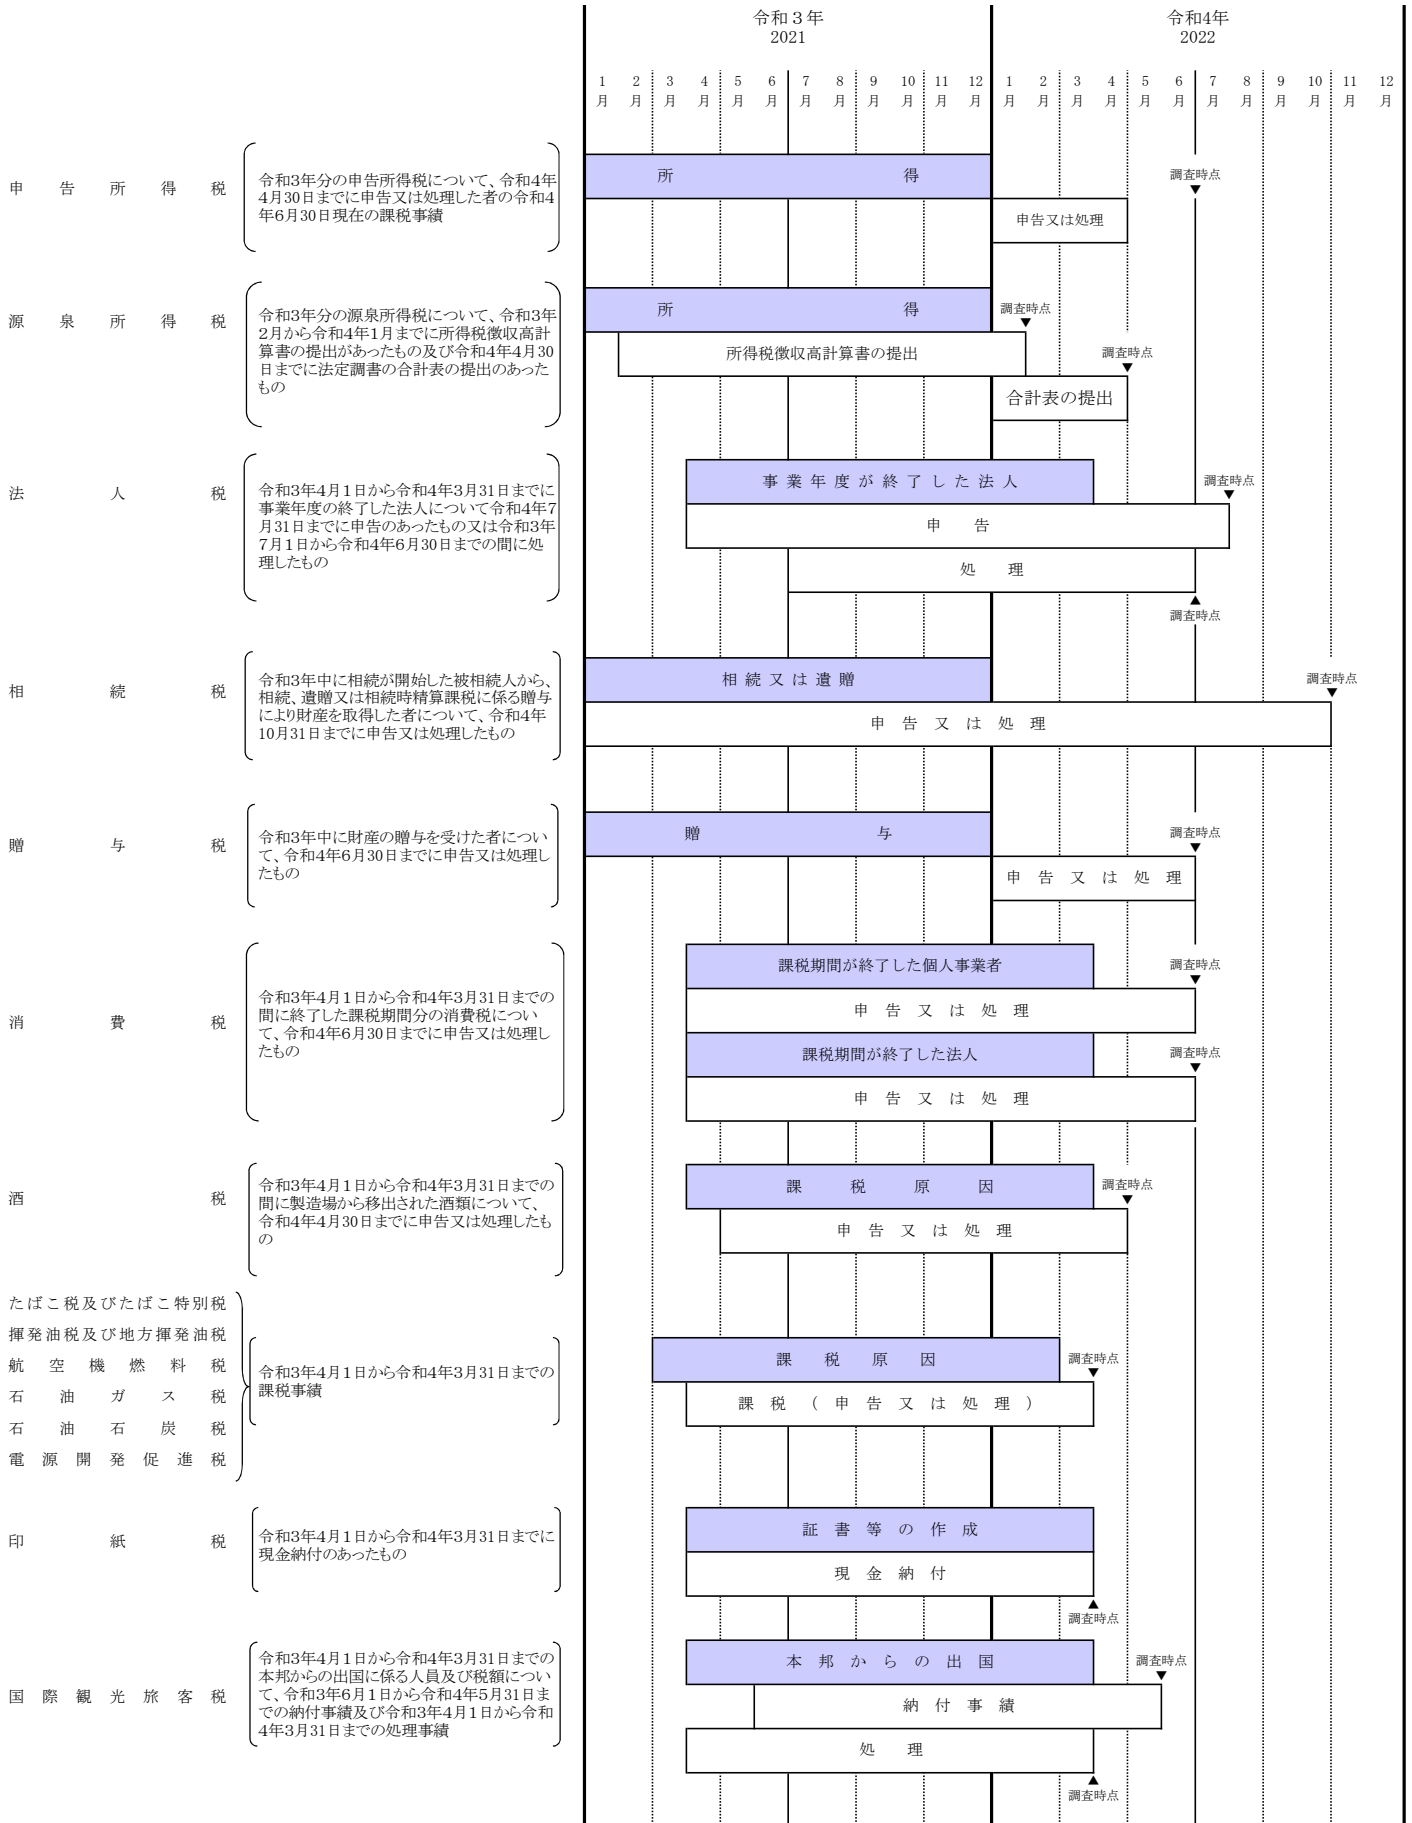 令和３年
2021
令和4年
2022
1 2 3 4 5 6 7 8 9 10 11 12 1 2 3 4 5 6 7 8 9 10 11 12
月 月 月 月 月 月 月 月 月 月 月 月 月 月 月 月 月 月 月 月 月 月 月 月
申告所得税
令和3年分の申告所得税について、令和4年
4月30日までに申告又は処理した者の令和4
年6月30日現在の課税事績
所得
調査時点
申告又は処理
源泉所得税
令和3年分の源泉所得税について、令和3年
2月から令和4年1月までに所得税徴収高計
算書の提出があったもの及び令和4年4月30
日までに法定調書の合計表の提出のあった
もの
所得
調査時点
所得税徴収高計算書の提出
調査時点
合計表の提出
法人税
令和3年4月1日から令和4年3月31日までに
事業年度の終了した法人について令和4年7
月31日までに申告のあったもの又は令和3年
7月1日から令和4年6月30日までの間に処
理したもの
事業年度が終了した法人
調査時点
申告
処理
調査時点
相続税
令和3年中に相続が開始した被相続人から、
相続、遺贈又は相続時精算課税に係る贈与
により財産を取得した者について、令和4年
10月31日までに申告又は処理したもの
相続又は遺贈
調査時点
申告又は処理
贈与税
令和3年中に財産の贈与を受けた者につい
て、令和4年6月30日までに申告又は処理し
たもの
贈与
調査時点
申告又は処理
消費税
令和3年4月1日から令和4年3月31日までの
間に終了した課税期間分の消費税につい
て、令和4年6月30日までに申告又は処理し
たもの
課税期間が終了した個人事業者
調査時点
申告又は処理
課税期間が終了した法人
調査時点
申告又は処理
酒税
令和3年4月1日から令和4年3月31日までの
間に製造場から移出された酒類について、
令和4年4月30日までに申告又は処理したも
の
課税原因
調査時点
申告又は処理
たばこ税及びたばこ特別税
揮発油税及び地方揮発油税
航空機燃料税
石油ガス税
石油石炭税
電源開発促進税
令和3年4月1日から令和4年3月31日までの
課税事績
課税原因
調査時点
課税（申告又は処理）
印紙税
令和3年4月1日から令和4年3月31日までに
現金納付のあったもの
証書等の作成
現金納付
調査時点
国際観光旅客税
令和3年4月1日から令和4年3月31日までの
本邦からの出国に係る人員及び税額につい
て、令和3年6月1日から令和4年5月31日ま
での納付事績及び令和3年4月1日から令和
4年3月31日までの処理事績
本邦からの出国
調査時点
納付事績
処理
調査時点